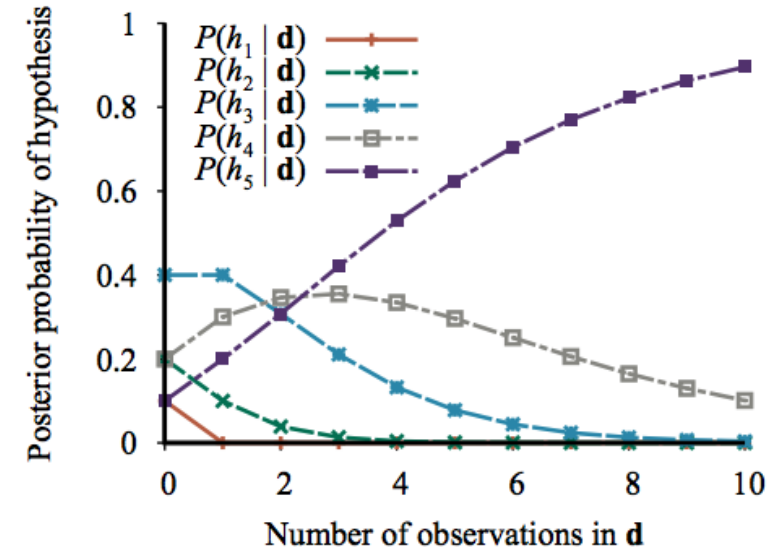 Posterior probability of hypothesis
1
0.8
0.6
0.4
0.2
0
P(h₁ | d)
P(h₂ | d)
P(h₃ | d)
P(h₄ | d)
P(h₅ | d)
0 2 4 6 8 10
Number of observations in d